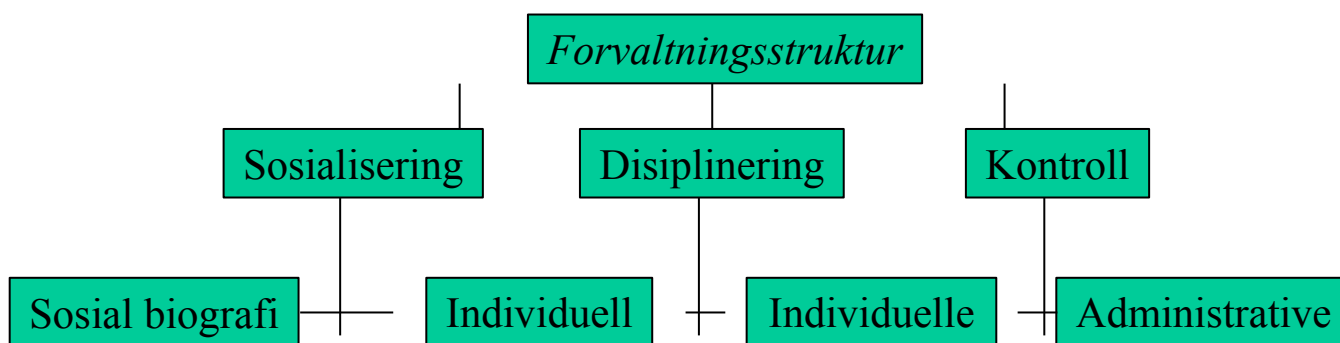 Forvaltningsstruktur
Sosialisering
Disiplinering
Kontroll
Sosial biografi
Individuell
Individuelle
Administrative